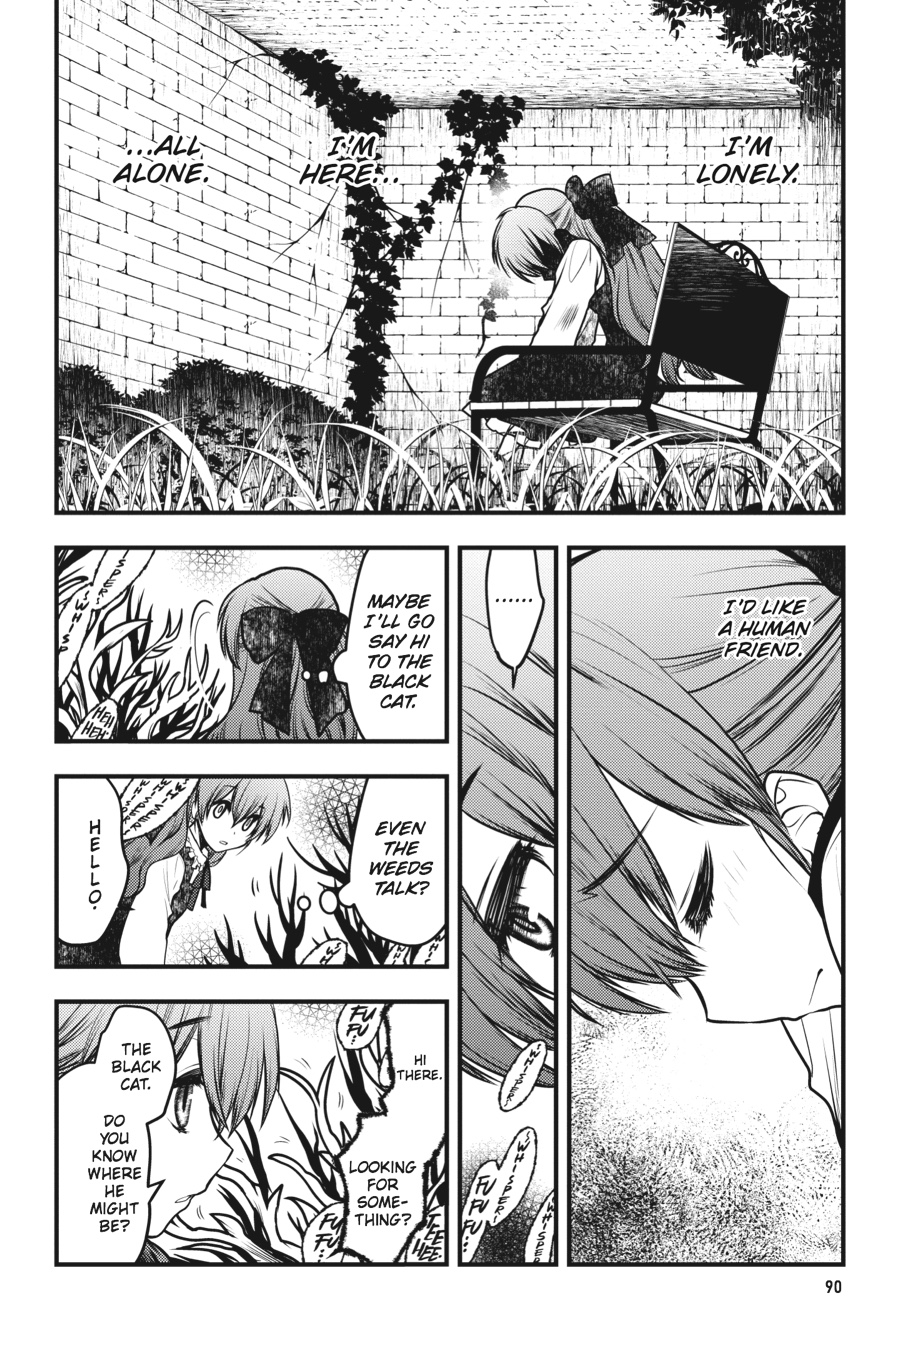 I'M
LONELY.
I'M
HERE...
...ALL
ALONE.
I'D LIKE
A HUMAN
FRIEND.
......
WHISPER!
WHISPER!
FU
FU
FU...
WHISPER
MAYBE
I'LL GO
SAY HI
TO THE
BLACK
CAT.
WHISPER!
HEH
HEH.
EVEN
THE
WEEDS
TALK?
HELLO.
FU
FU.
HI
THERE.
LOOKING
FOR
SOME-
THING?
FU
FU.
TEE
HEE.
THE
BLACK
CAT.
DO
YOU
KNOW
WHERE
HE
MIGHT
BE?
90